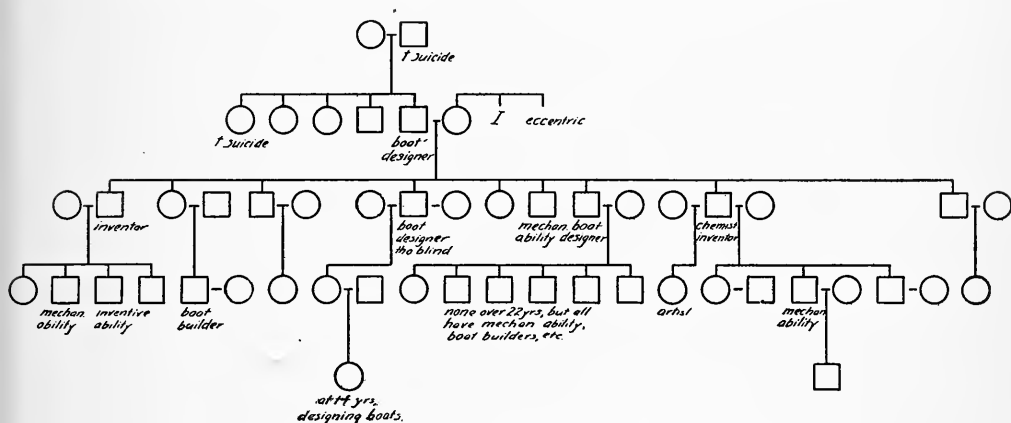 † suicide
† suicide
boat
designer
I
eccentric
inventor
boat
designer
tho blind
mechan.
ability
boat
designer
chemist
inventor
mechan.
ability
inventive
ability
boat
builder
none over 22 yrs, but all
have mechan ability,
boat builders, etc.
artist
mechan
ability
yrs,
designing boats.